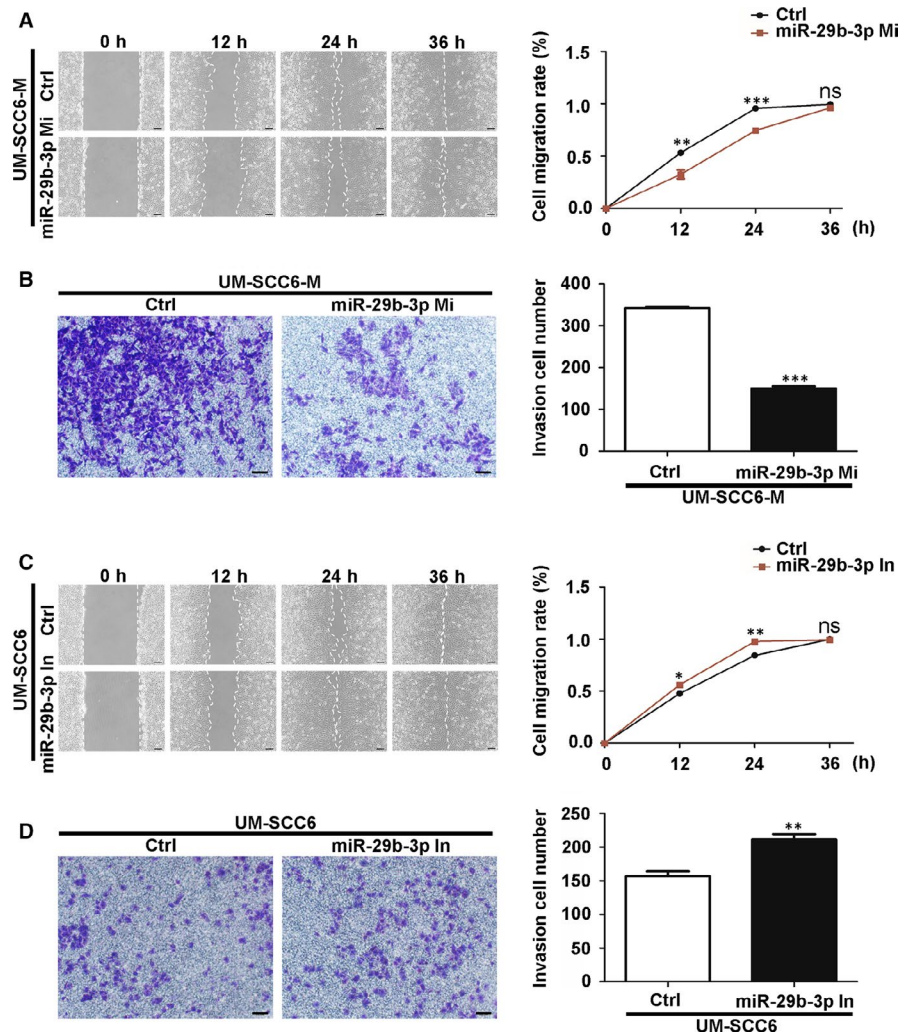 A
0 h 12 h 24 h 36 h
UM-SCC6-M
Ctrl
miR-29b-3p Mi
Ctrl
miR-29b-3p Mi
Cell migration rate (%)
1.5
1.0
0.5
0.0
** *** ns
0 12 24 36 (h)
B
UM-SCC6-M
Ctrl miR-29b-3p Mi
Invasion cell number
400
300
200
100
0
***
Ctrl miR-29b-3p Mi
UM-SCC6-M
C
0 h 12 h 24 h 36 h
UM-SCC6
Ctrl
miR-29b-3p In
Ctrl
miR-29b-3p In
Cell migration rate (%)
1.5
1.0
0.5
0.0
* ** ns
0 12 24 36 (h)
D
UM-SCC6
Ctrl miR-29b-3p In
Invasion cell number
250
200
150
100
50
0
**
Ctrl miR-29b-3p In
UM-SCC6